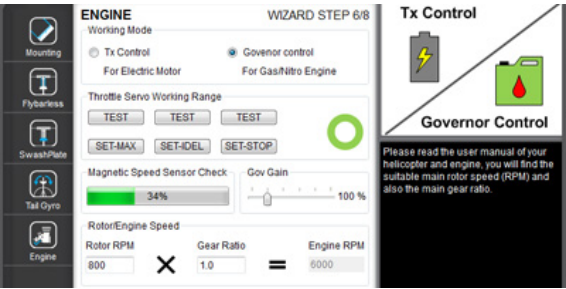 ENGINE
WIZARD STEP 6/8
Working Mode
Tx Control
Govenor control
For Electric Motor
For Gas/Nitro Engine
Throttle Servo Working Range
TEST
TEST
TEST
SET-MAX
SET-IDEL
SET-STOP
Magnetic Speed Sensor Check
Gov Gain
34%
100 %
Rotor/Engine Speed
Rotor RPM
Gear Ratio
Engine RPM
800
X
1.0
=
6000
Mounting
Flybarless
SwashPlate
Tail Gyro
Engine
Tx Control
Governor Control
Please read the user manual of your
helicopter and engine, you will find the
suitable main rotor speed (RPM) and
also the main gear ratio.